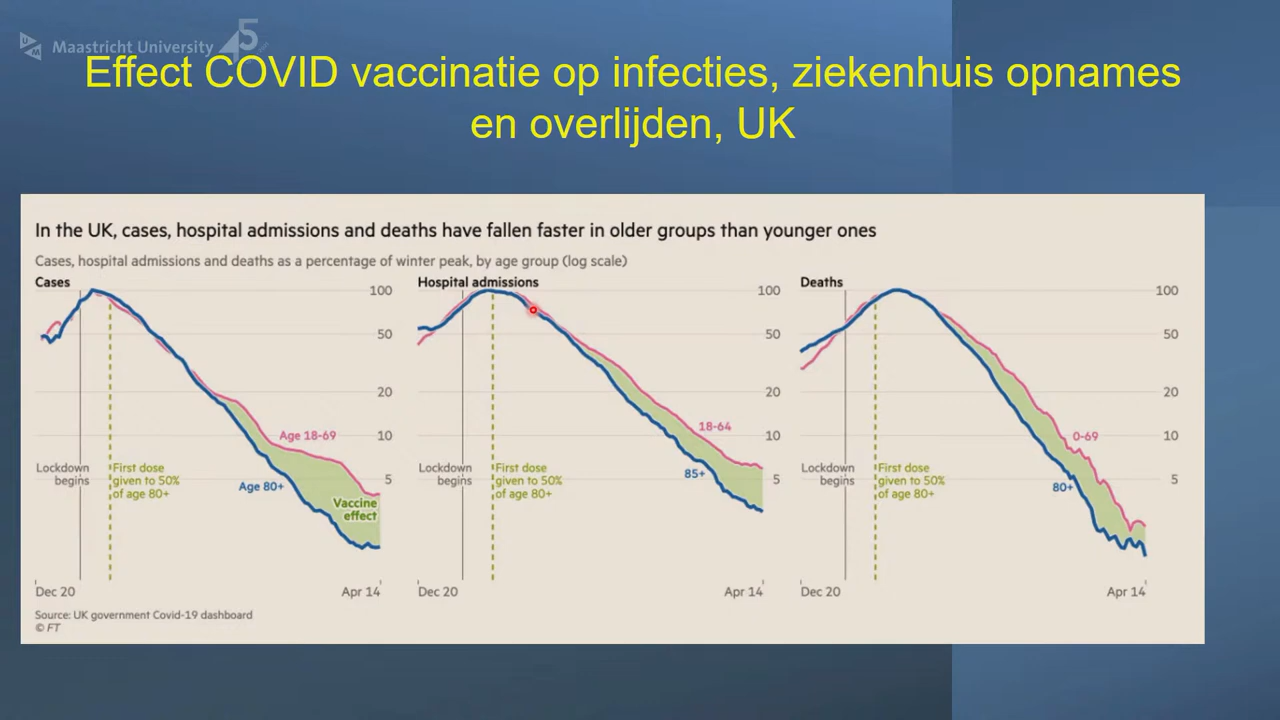 Maastricht University 45
Effect COVID vaccinatie op infecties, ziekenhuis opnames
en overlijden, UK
In the UK, cases, hospital admissions and deaths have fallen faster in older groups than younger ones
Cases, hospital admissions and deaths as a percentage of winter peak, by age group (log scale)
Cases
100
50
20
10
5
Age 18-69
Age 80+
Lockdown
begins
First dose
given to 50%
of age 80+
Vaccine
effect
Dec 20
Apr 14
Hospital admissions
100
50
20
10
5
18-64
85+
Lockdown
begins
First dose
given to 50%
of age 80+
Dec 20
Apr 14
Deaths
100
50
20
10
5
0-69
80+
Lockdown
begins
First dose
given to 50%
of age 80+
Dec 20
Apr 14
Source: UK government Covid-19 dashboard
© FT